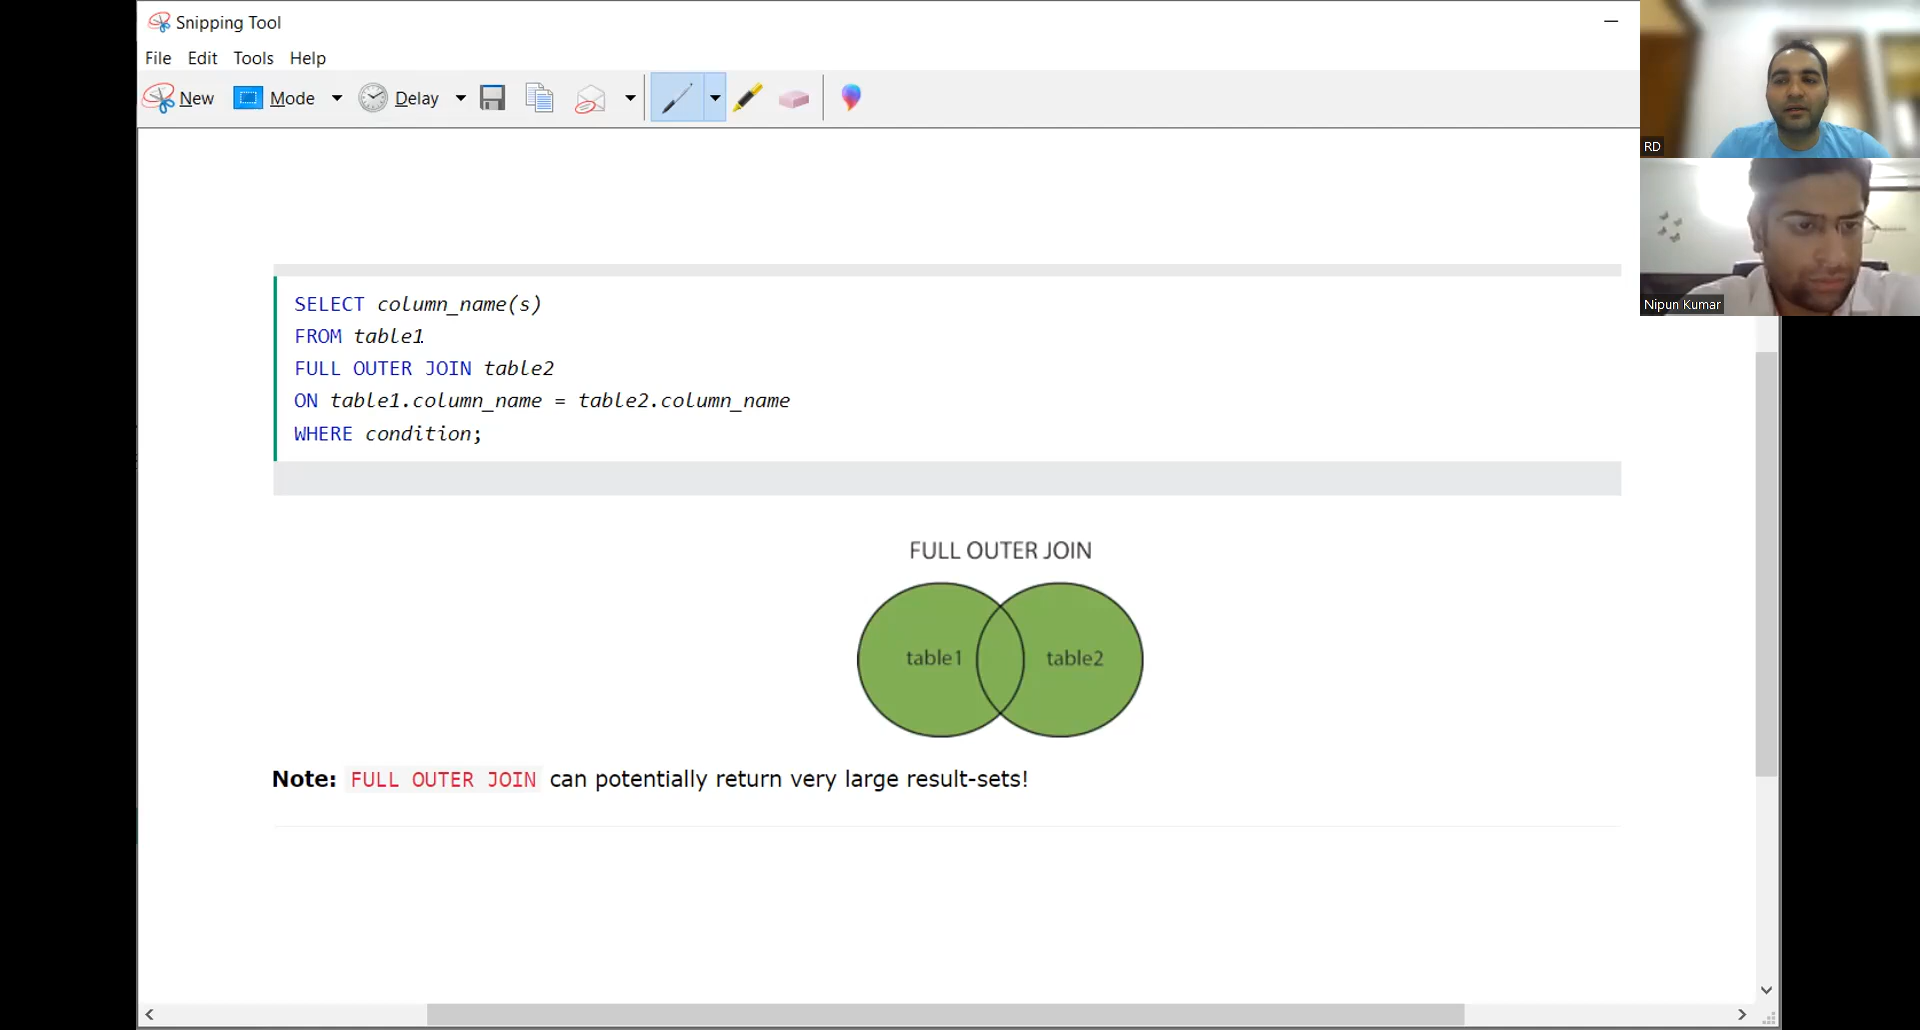 Snipping Tool
File Edit Tools Help
New Mode Delay
SELECT column_name(s)
FROM table1
FULL OUTER JOIN table2
ON table1.column_name = table2.column_name
WHERE condition;
FULL OUTER JOIN
table1 table2
Note: FULL OUTER JOIN can potentially return very large result-sets!
RD
Nipun Kumar